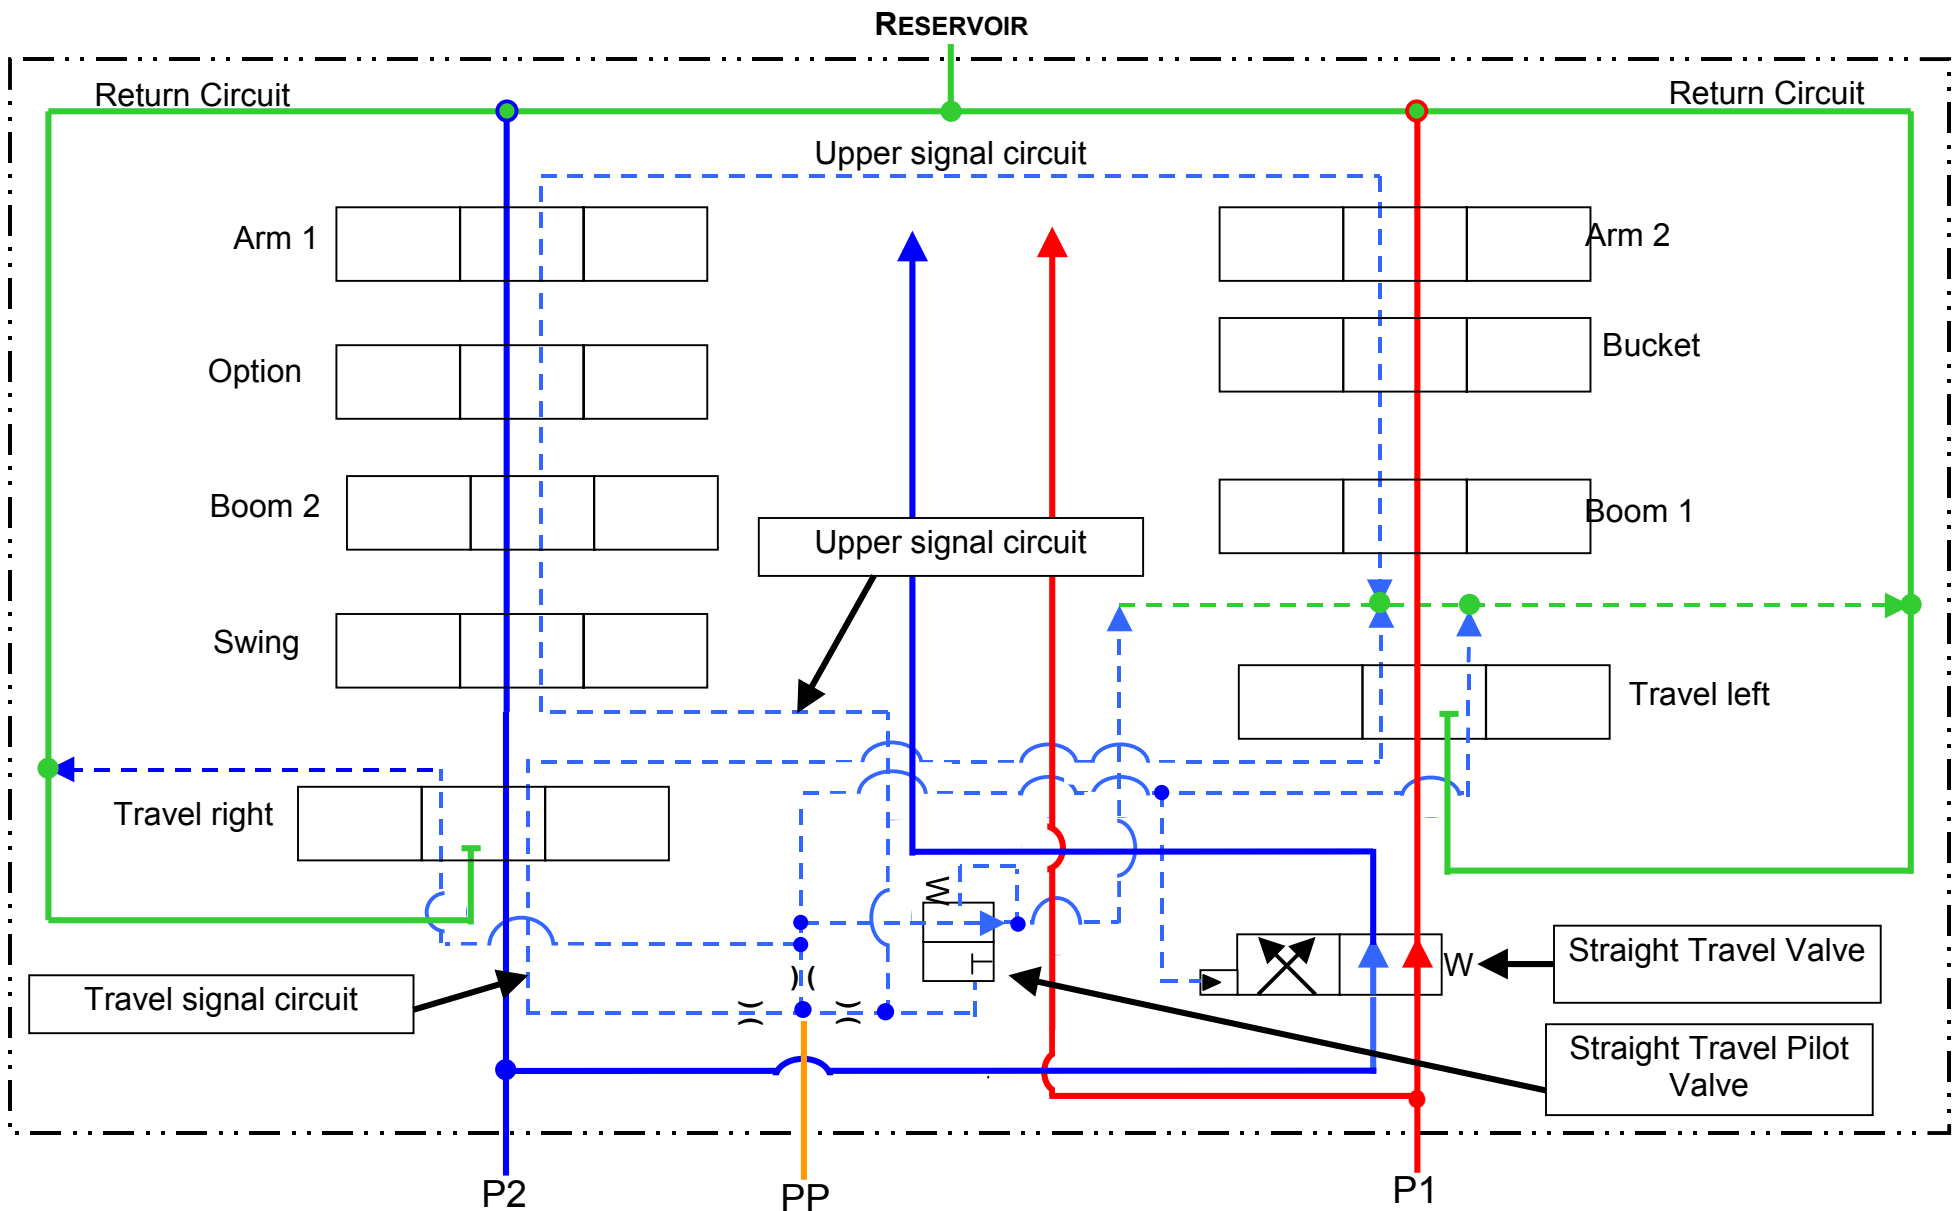 RESERVOIR
Return Circuit
Return Circuit
Upper signal circuit
Arm 1
Arm 2
Bucket
Option
Boom 2
Boom 1
Upper signal circuit
Swing
Travel left
Travel right
W
Straight Travel Valve
W
Travel signal circuit
Straight Travel Pilot
Valve
P2
PP
P1